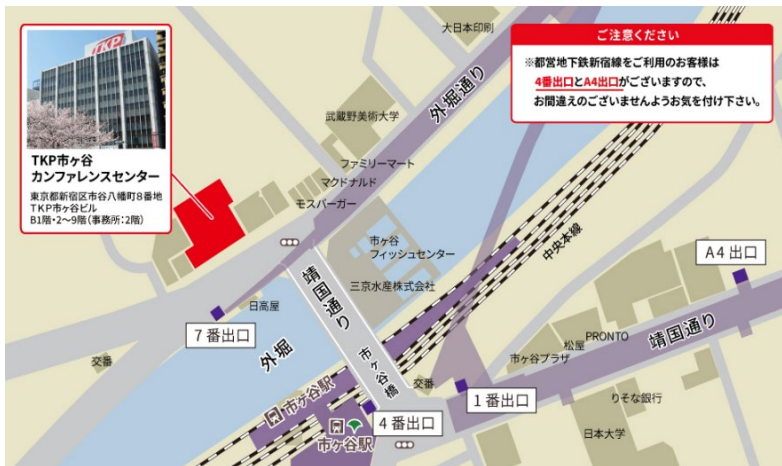 TKP
TKP市ヶ谷
カンファレンスセンター
東京都新宿区市谷八幡町8番地
TKP市ヶ谷ビル
B1階・2～9階（事務所：2階）
ご注意ください
※都営地下鉄新宿線をご利用のお客様は
4番出口とA4出口がございますので、
お間違えのございませんようお気を付け下さい。
大日本印刷
外堀通り
武蔵野美術大学
ファミリーマート
マクドナルド
モスバーガー
市ヶ谷
フィッシュセンター
三京水産株式会社
中央本線
A4出口
靖国通り
日高屋
7番出口
外堀
交番
市ヶ谷橋
交番
PRONTO
松屋
市ヶ谷プラザ
靖国通り
1番出口
りそな銀行
日本大学
市ヶ谷駅
4番出口
市ヶ谷駅